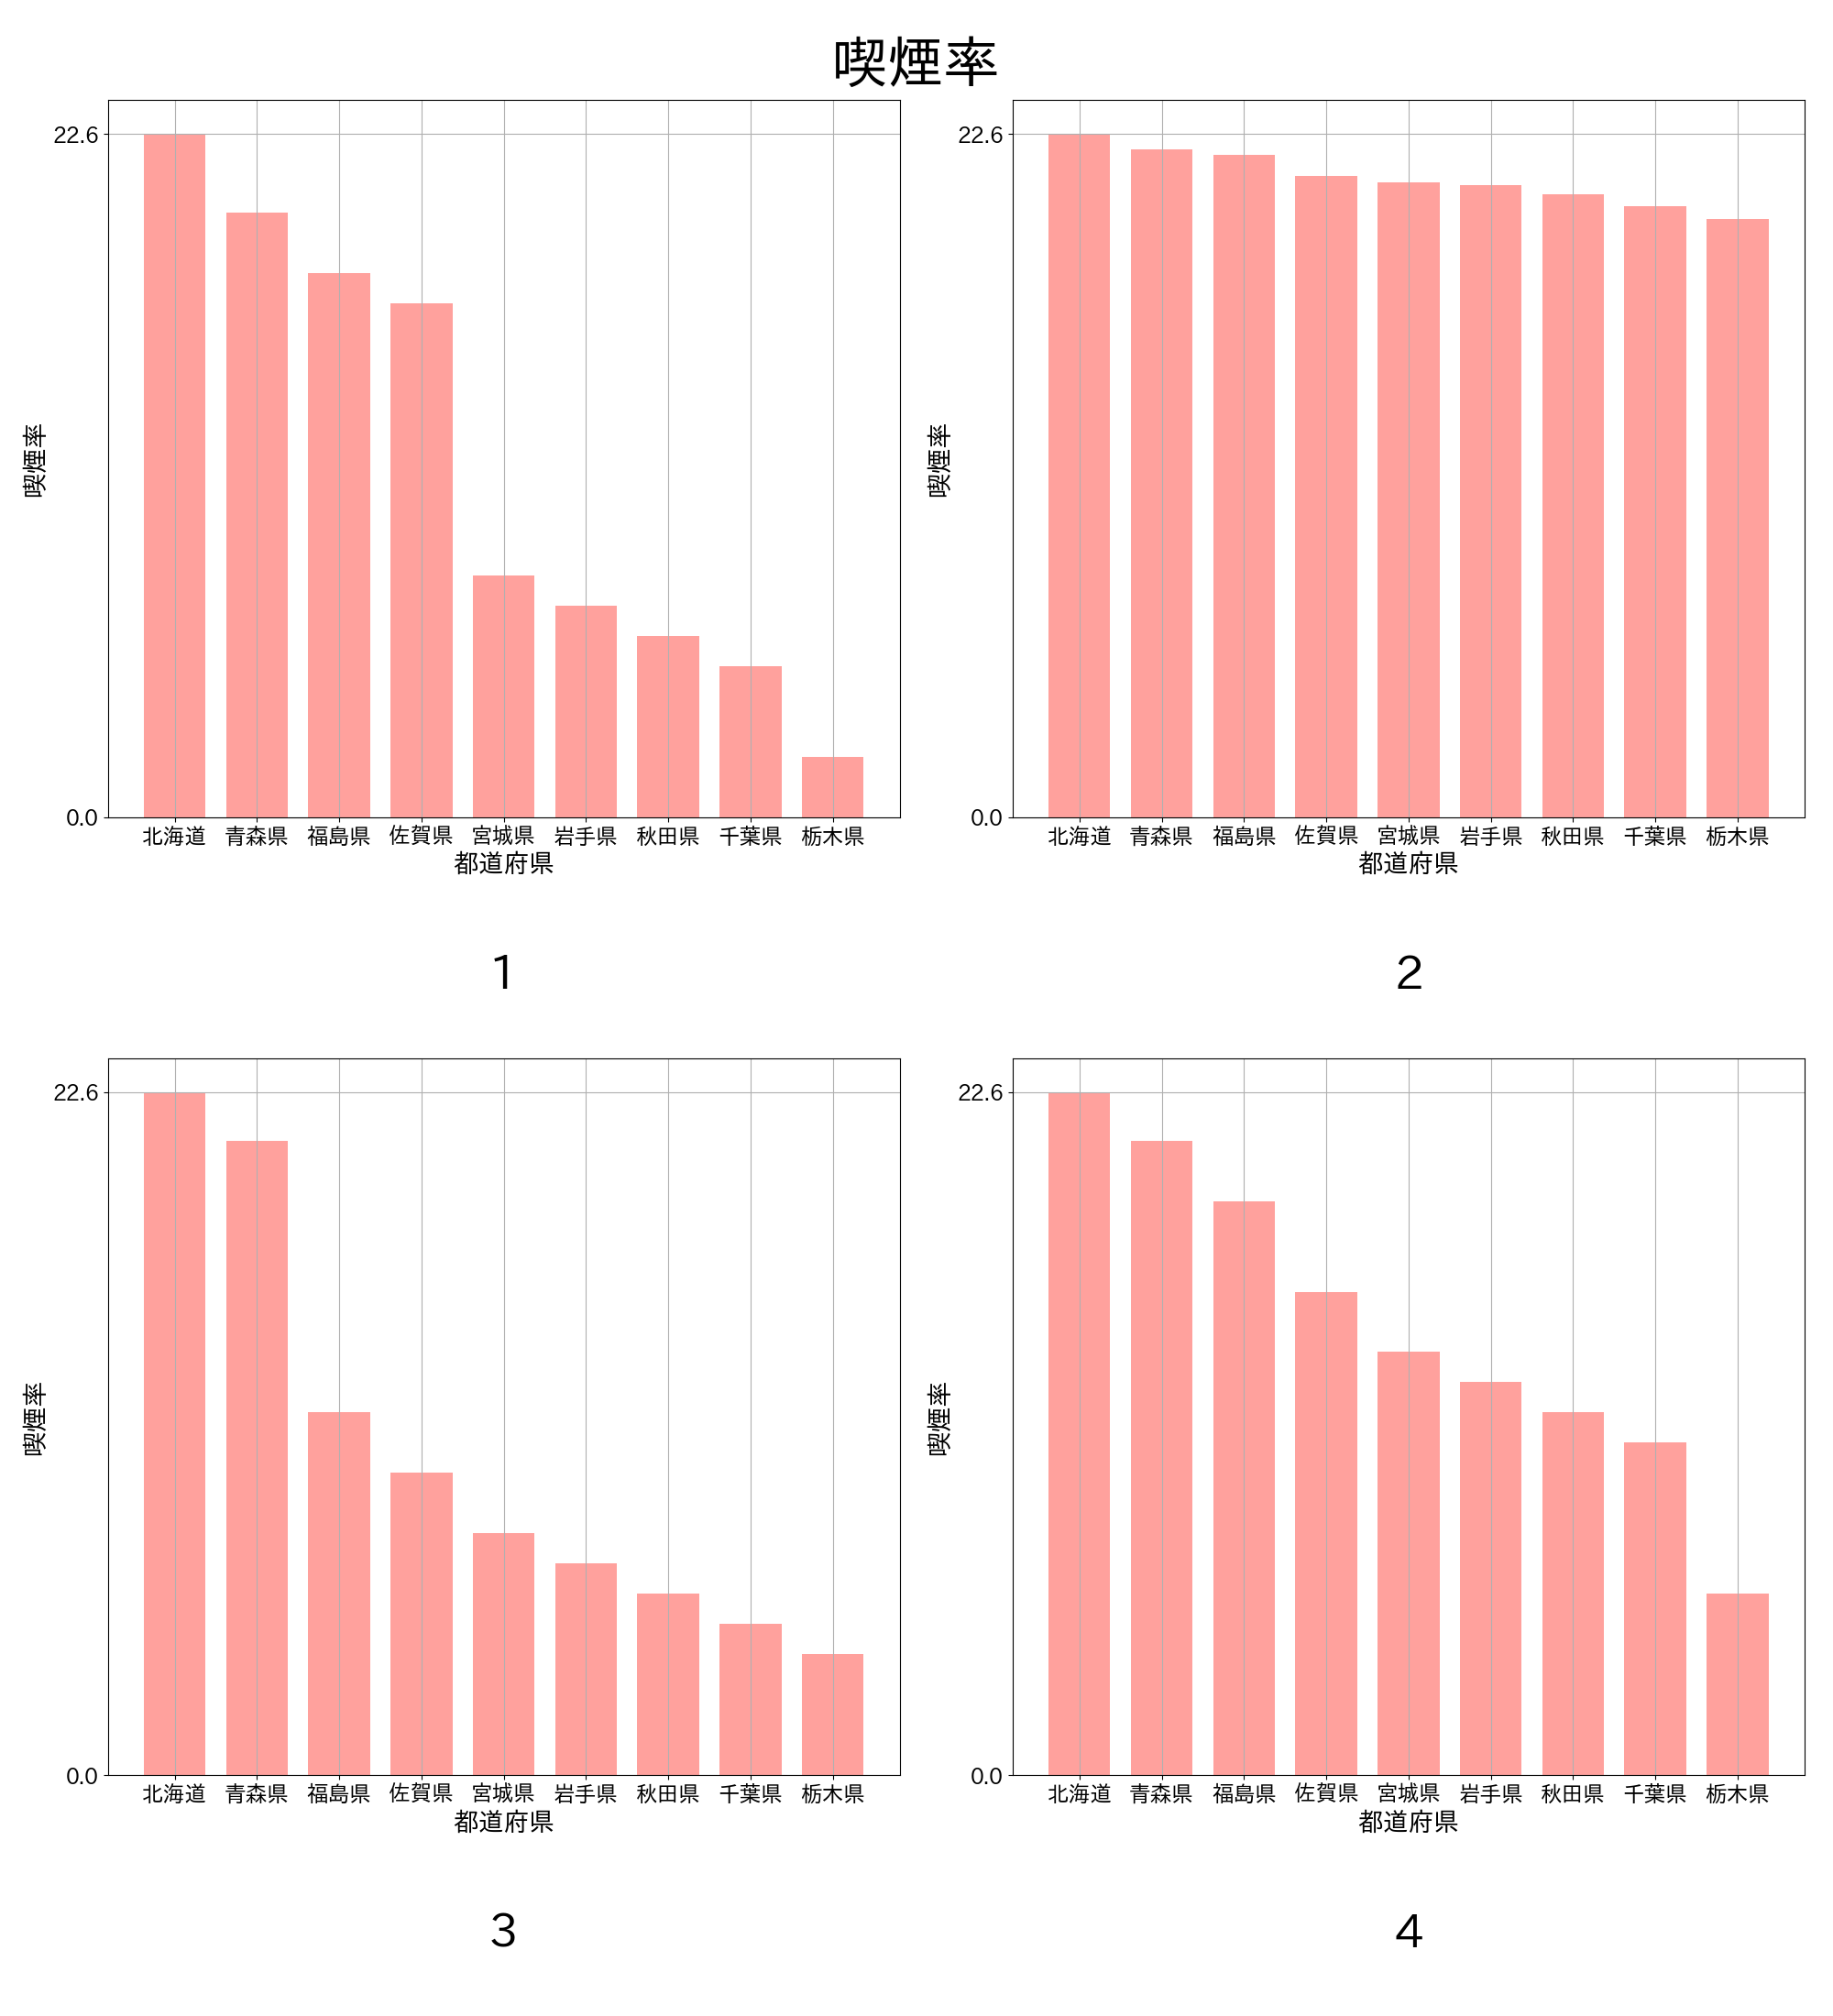 喫煙率
22.6
0.0
喫煙率
北海道 青森県 福島県 佐賀県 宮城県 岩手県 秋田県 千葉県 栃木県
都道府県
1
22.6
0.0
喫煙率
北海道 青森県 福島県 佐賀県 宮城県 岩手県 秋田県 千葉県 栃木県
都道府県
2
22.6
0.0
喫煙率
北海道 青森県 福島県 佐賀県 宮城県 岩手県 秋田県 千葉県 栃木県
都道府県
3
22.6
0.0
喫煙率
北海道 青森県 福島県 佐賀県 宮城県 岩手県 秋田県 千葉県 栃木県
都道府県
4